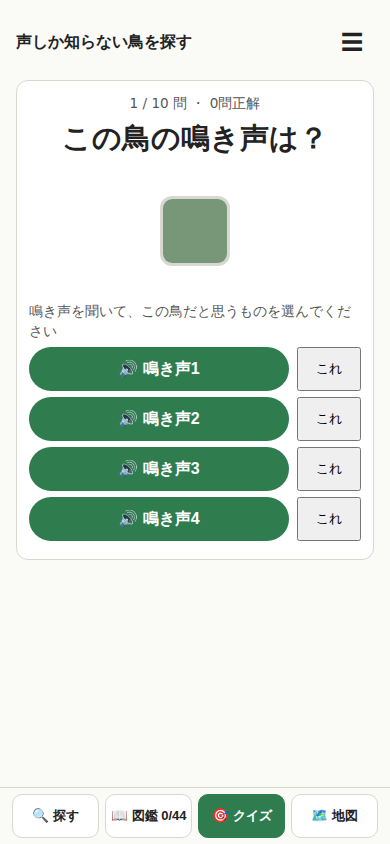 声しか知らない鳥を探す
1 / 10 問 ・ 0問正解
この鳥の鳴き声は？
鳴き声を聞いて、この鳥だと思うものを選んでくだ
さい
鳴き声1 これ
鳴き声2 これ
鳴き声3 これ
鳴き声4 これ
探す 図鑑 0/44 クイズ 地図